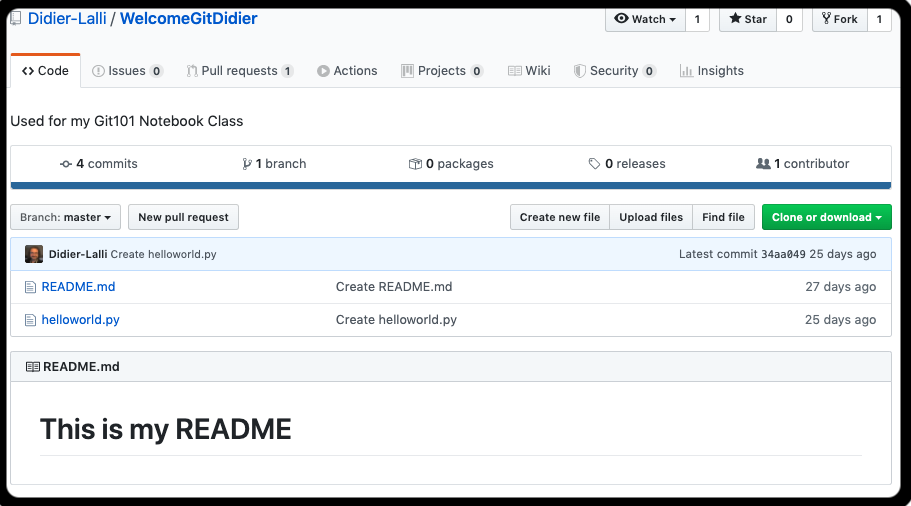 Didier-Lalli / WelcomeGitDidier Watch 1 Star 0 Fork 1
Code Issues 0 Pull requests 1 Actions Projects 0 Wiki Security 0 Insights
Used for my Git101 Notebook Class
4 commits 1 branch 0 packages 0 releases 1 contributor
Branch: master New pull request Create new file Upload files Find file Clone or download
Didier-Lalli Create helloworld.py Latest commit 34aa049 25 days ago
README.md Create README.md 27 days ago
helloworld.py Create helloworld.py 25 days ago
README.md
This is my README